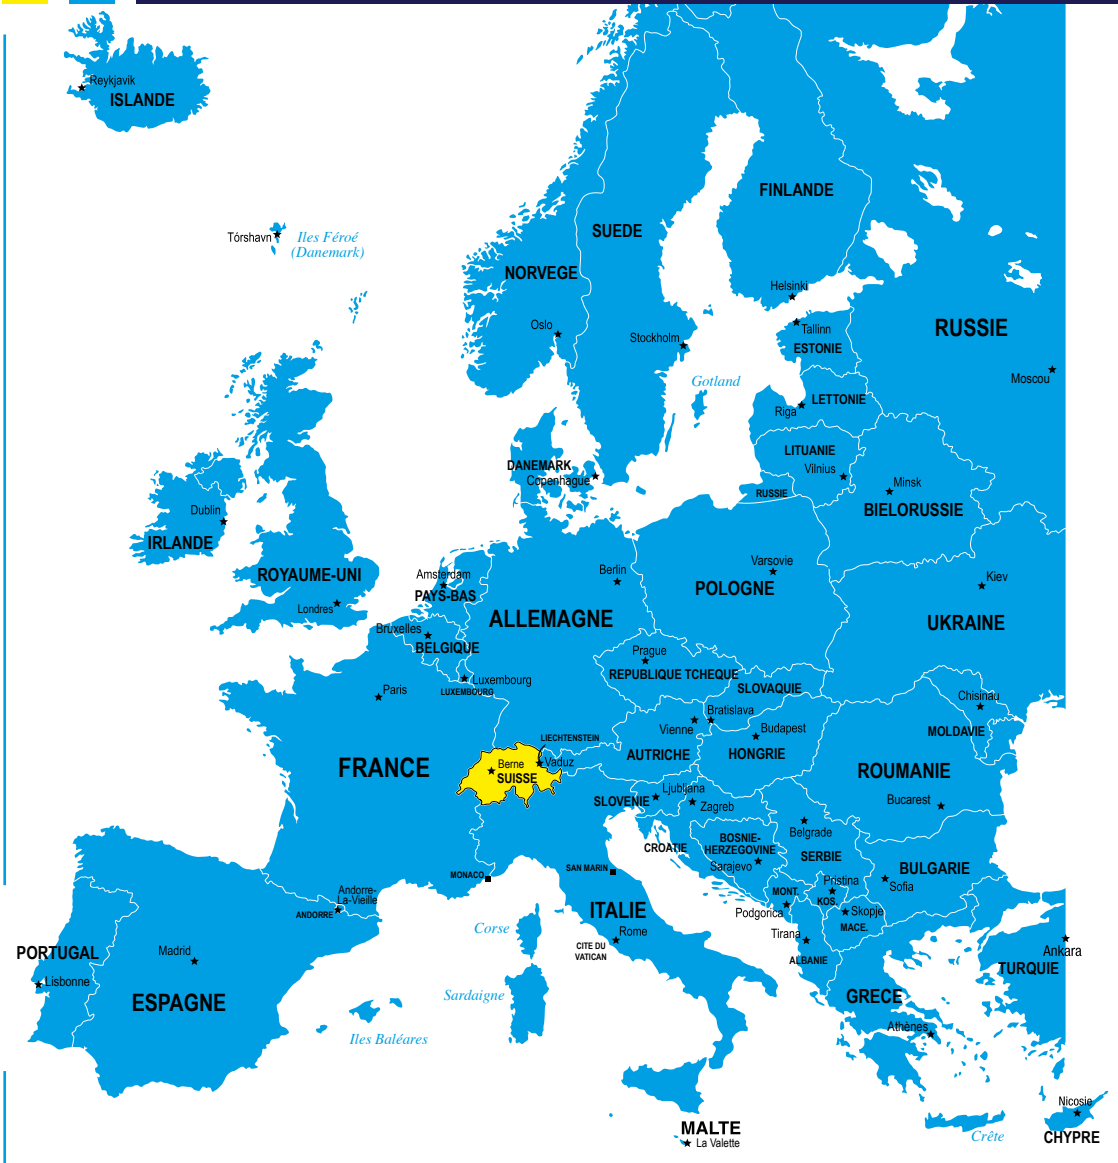 Reykjavik
ISLANDE
FINLANDE
SUEDE
Tórshavn
Iles Féroé
(Danemark)
NORVEGE
Helsinki
Oslo
Tallinn
RUSSIE
Stockholm
ESTONIE
Moscou
Gotland
LETTONIE
Riga
LITUANIE
DANEMARK
Vilnius
Copenhague
Minsk
RUSSIE
Dublin
BIELORUSSIE
IRLANDE
Varsovie
Berlin
Amsterdam
ROYAUME-UNI
Kiev
POLOGNE
PAYS-BAS
Londres
ALLEMAGNE
UKRAINE
Bruxelles
BELGIQUE
Prague
REPUBLIQUE TCHEQUE
Luxembourg
LUXEMBOURG
SLOVAQUIE
Paris
Chisinau
Bratislava
Vienne
Budapest
MOLDAVIE
LIECHTENSTEIN
AUTRICHE
HONGRIE
Berne
Vaduz
FRANCE
SUISSE
ROUMANIE
Ljubljana
SLOVENIE
Zagreb
Bucarest
Belgrade
BOSNIE-
HERZEGOVINE
CROATIE
SERBIE
Sarajevo
SAN MARIN
BULGARIE
MONACO
Pristina
Sofia
Andorre-
La-Vieille
MONT.
KOS.
ANDORRE
ITALIE
Podgorica
Skopje
Corse
MACE.
Rome
Tirana
CITE DU
VATICAN
PORTUGAL
Madrid
Ankara
ALBANIE
TURQUIE
Lisbonne
Sardaigne
GRECE
ESPAGNE
Athènes
Iles Baléares
Nicosie
MALTE
La Valette
Crête
CHYPRE